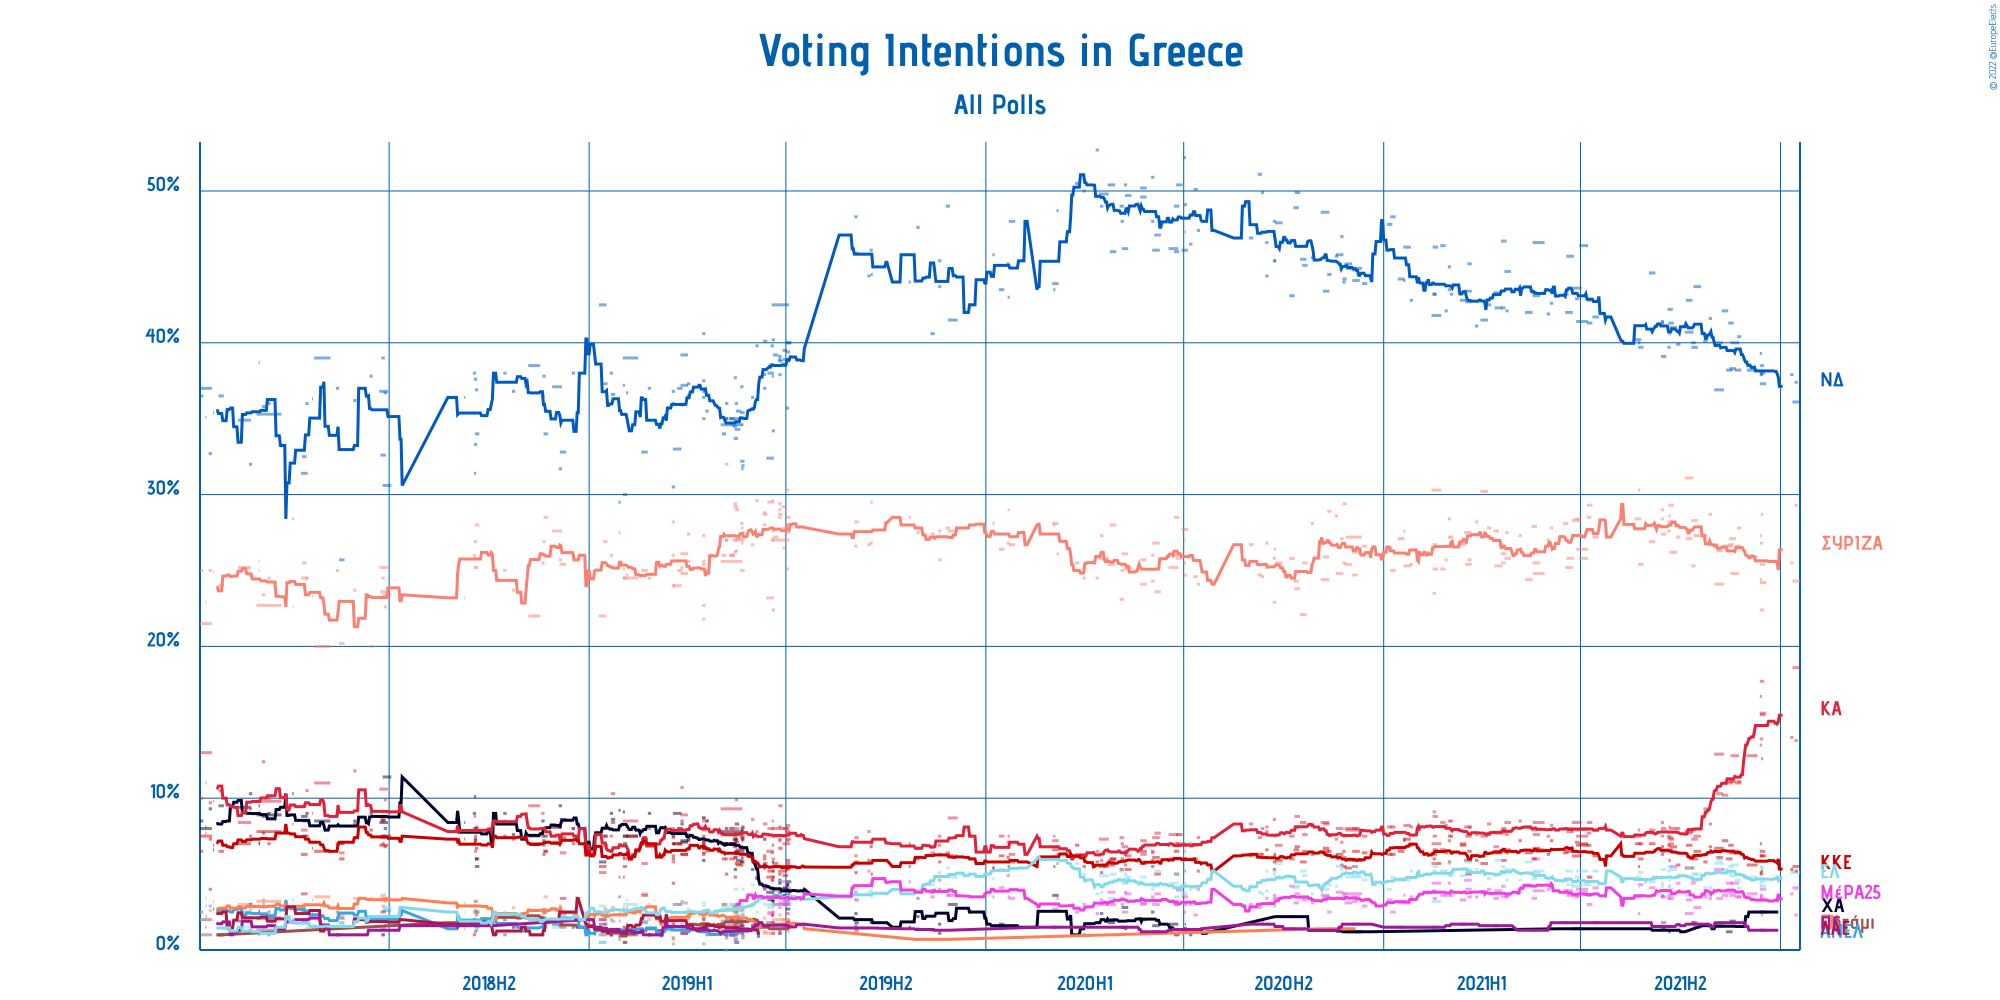 © 2022 @EuropeElects
Voting Intentions in Greece
All Polls
50%
40%
30%
20%
10%
0%
ΝΔ
ΣΥΡΙΖΑ
ΚΑ
ΚΚΕ
ΕΛ
ΜέΡΑ25
ΧΑ
2018H2
2019H1
2019H2
2020H1
2020H2
2021H1
2021H2